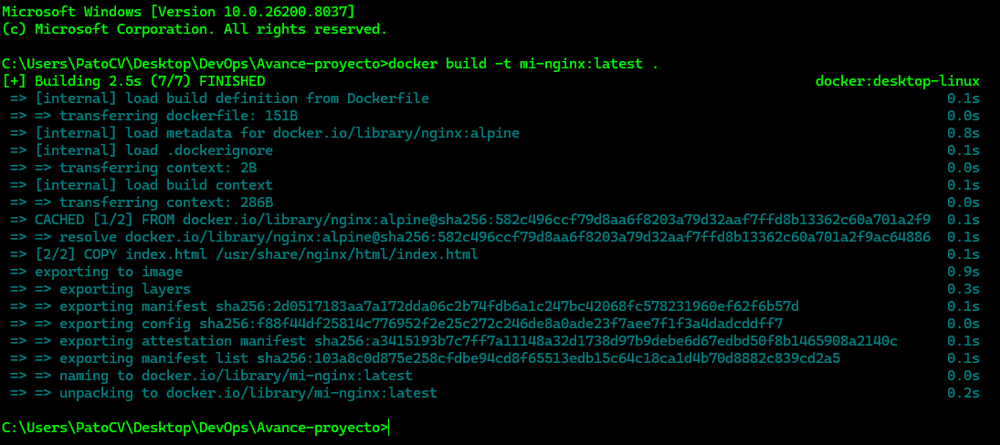 Microsoft Windows [Version 10.0.26200.8037]
(c) Microsoft Corporation. All rights reserved.
C:\Users\PatoCV\Desktop\DevOps\Avance-proyecto>docker build -t mi-nginx:latest .
[+] Building 2.5s (7/7) FINISHED docker:desktop-linux
=> [internal] load build definition from Dockerfile 0.1s
=> => transferring dockerfile: 151B 0.0s
=> [internal] load metadata for docker.io/library/nginx:alpine 0.8s
=> [internal] load .dockerignore 0.1s
=> => transferring context: 2B 0.0s
=> [internal] load build context 0.1s
=> => transferring context: 286B 0.0s
=> CACHED [1/2] FROM docker.io/library/nginx:alpine@sha256:582c496ccf79d8aa6f8203a79d32aaf7ffd8b13362c60a701a2f9 0.1s
=> => resolve docker.io/library/nginx:alpine@sha256:582c496ccf79d8aa6f8203a79d32aaf7ffd8b13362c60a701a2f9ac64886 0.1s
=> [2/2] COPY index.html /usr/share/nginx/html/index.html 0.1s
=> exporting to image 0.9s
=> => exporting layers 0.3s
=> => exporting manifest sha256:2d0517183aa7a172dda06c2b74fdb6a1c247bc42068fc578231960ef62f6b57d 0.1s
=> => exporting config sha256:f88f44df25814c776952f2e25c272c246de8a0ade23f7aee7f1f3a4dadcddff7 0.0s
=> => exporting attestation manifest sha256:a3415193b7c7ff7a11148a32d1738d97b9debe6d67edbd50f8b1465908a2140c 0.1s
=> => exporting manifest list sha256:103a8c0d875e258cfdbe94cd8f65513edb15c64c18ca1d4b70d8882c839cd2a5 0.1s
=> => naming to docker.io/library/mi-nginx:latest 0.0s
=> => unpacking to docker.io/library/mi-nginx:latest 0.2s
C:\Users\PatoCV\Desktop\DevOps\Avance-proyecto>